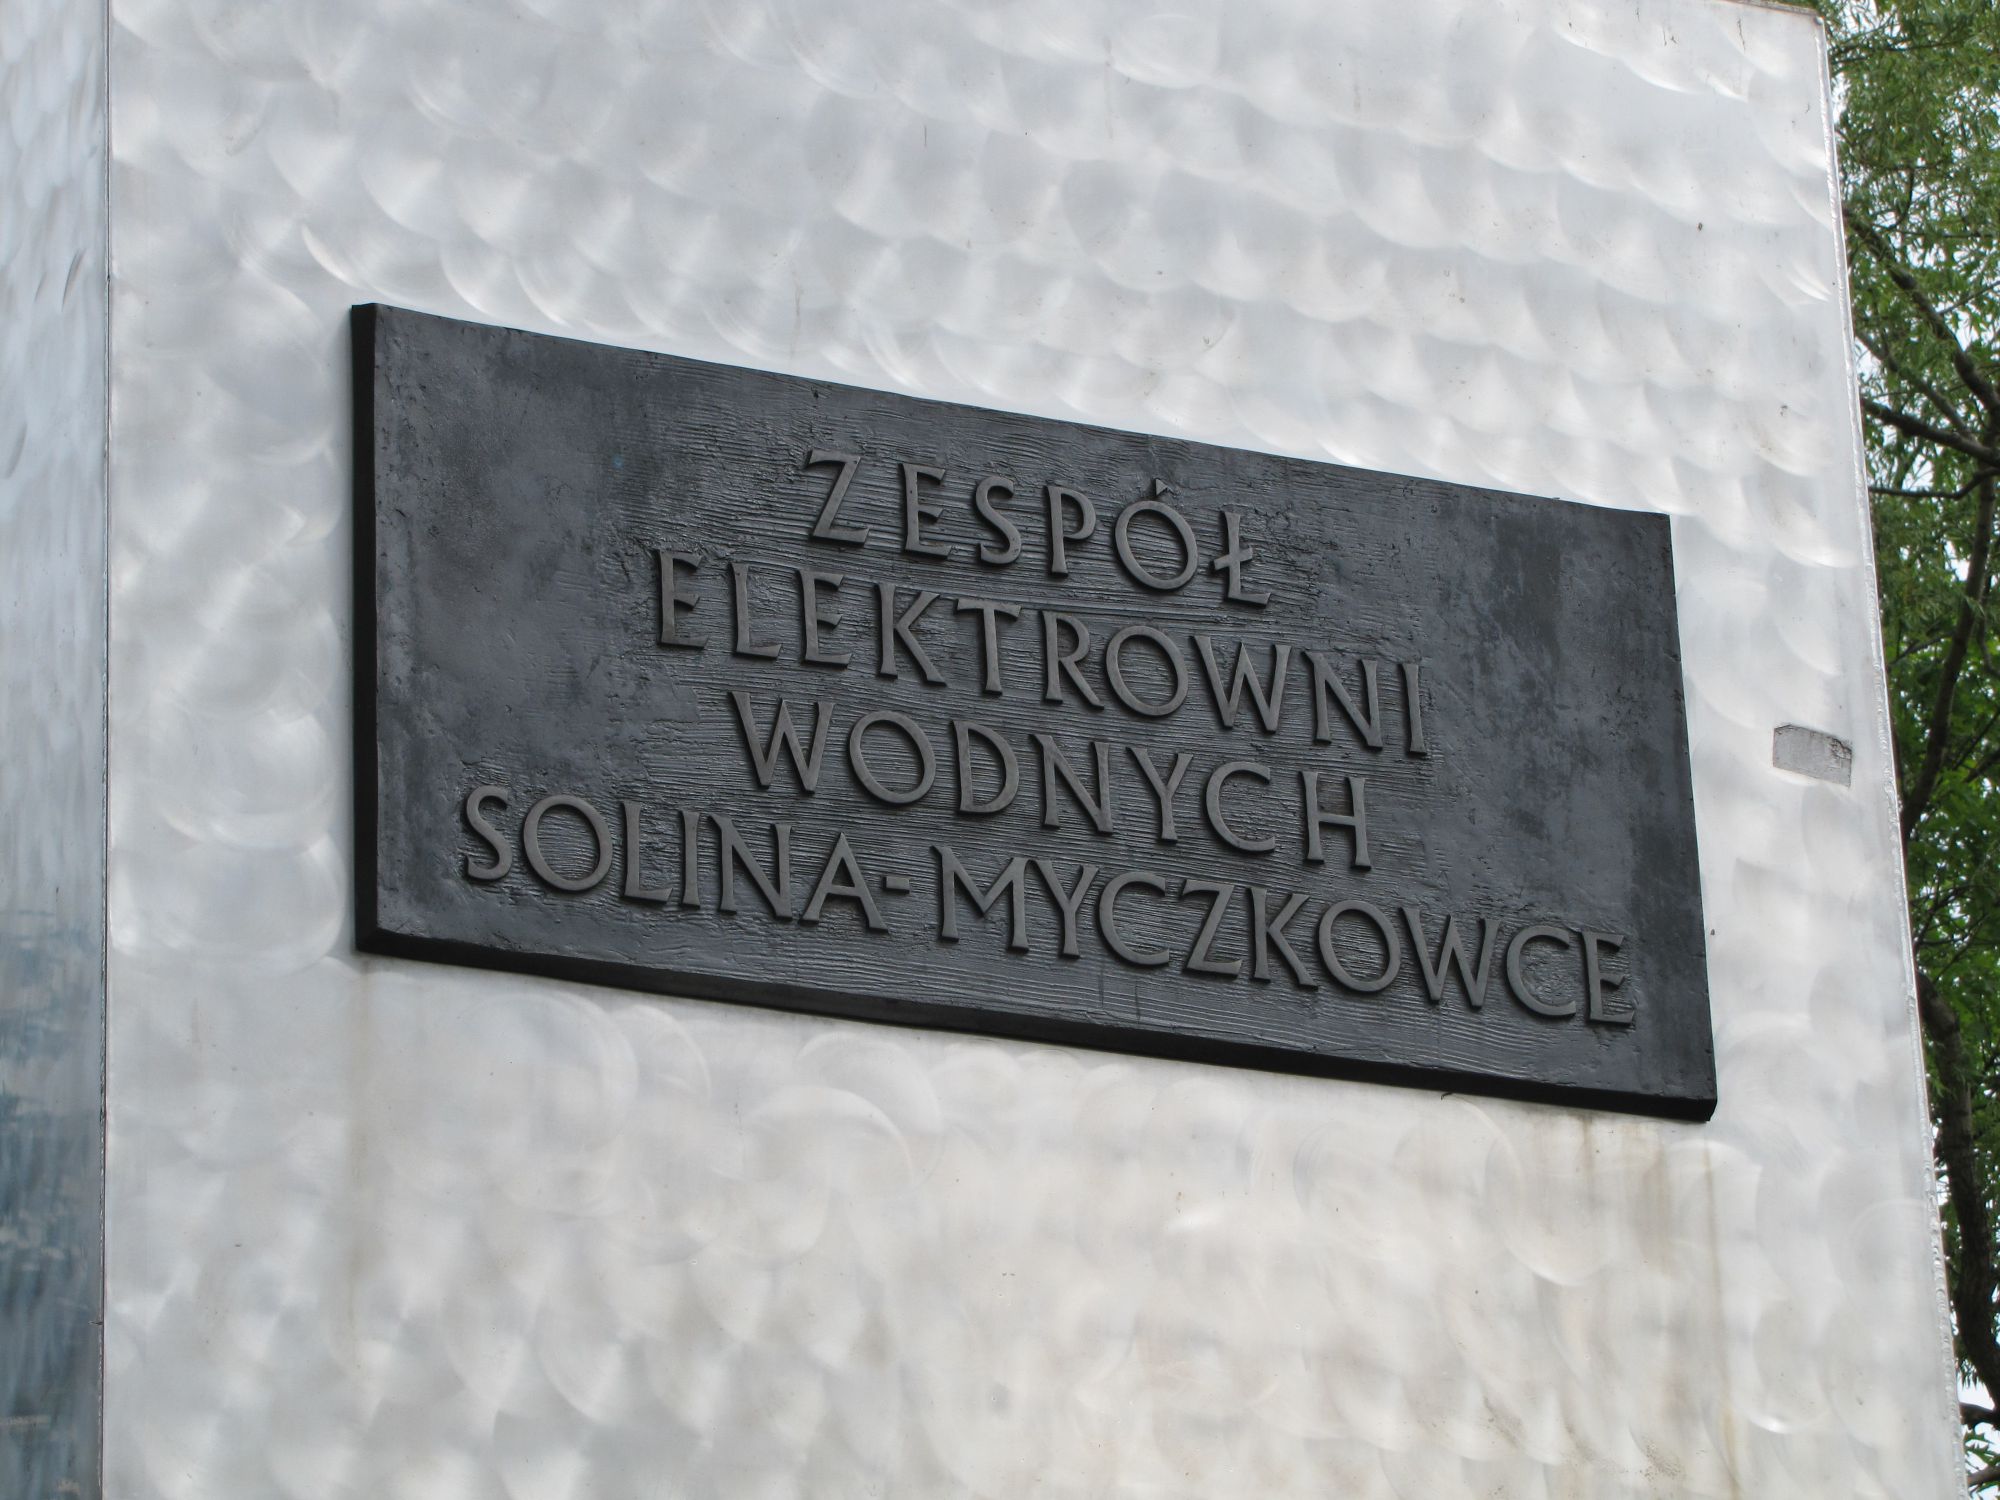 ZESPÓŁ
ELEKTROWNI
WODNYCH
SOLINA-MYCZKOWCE